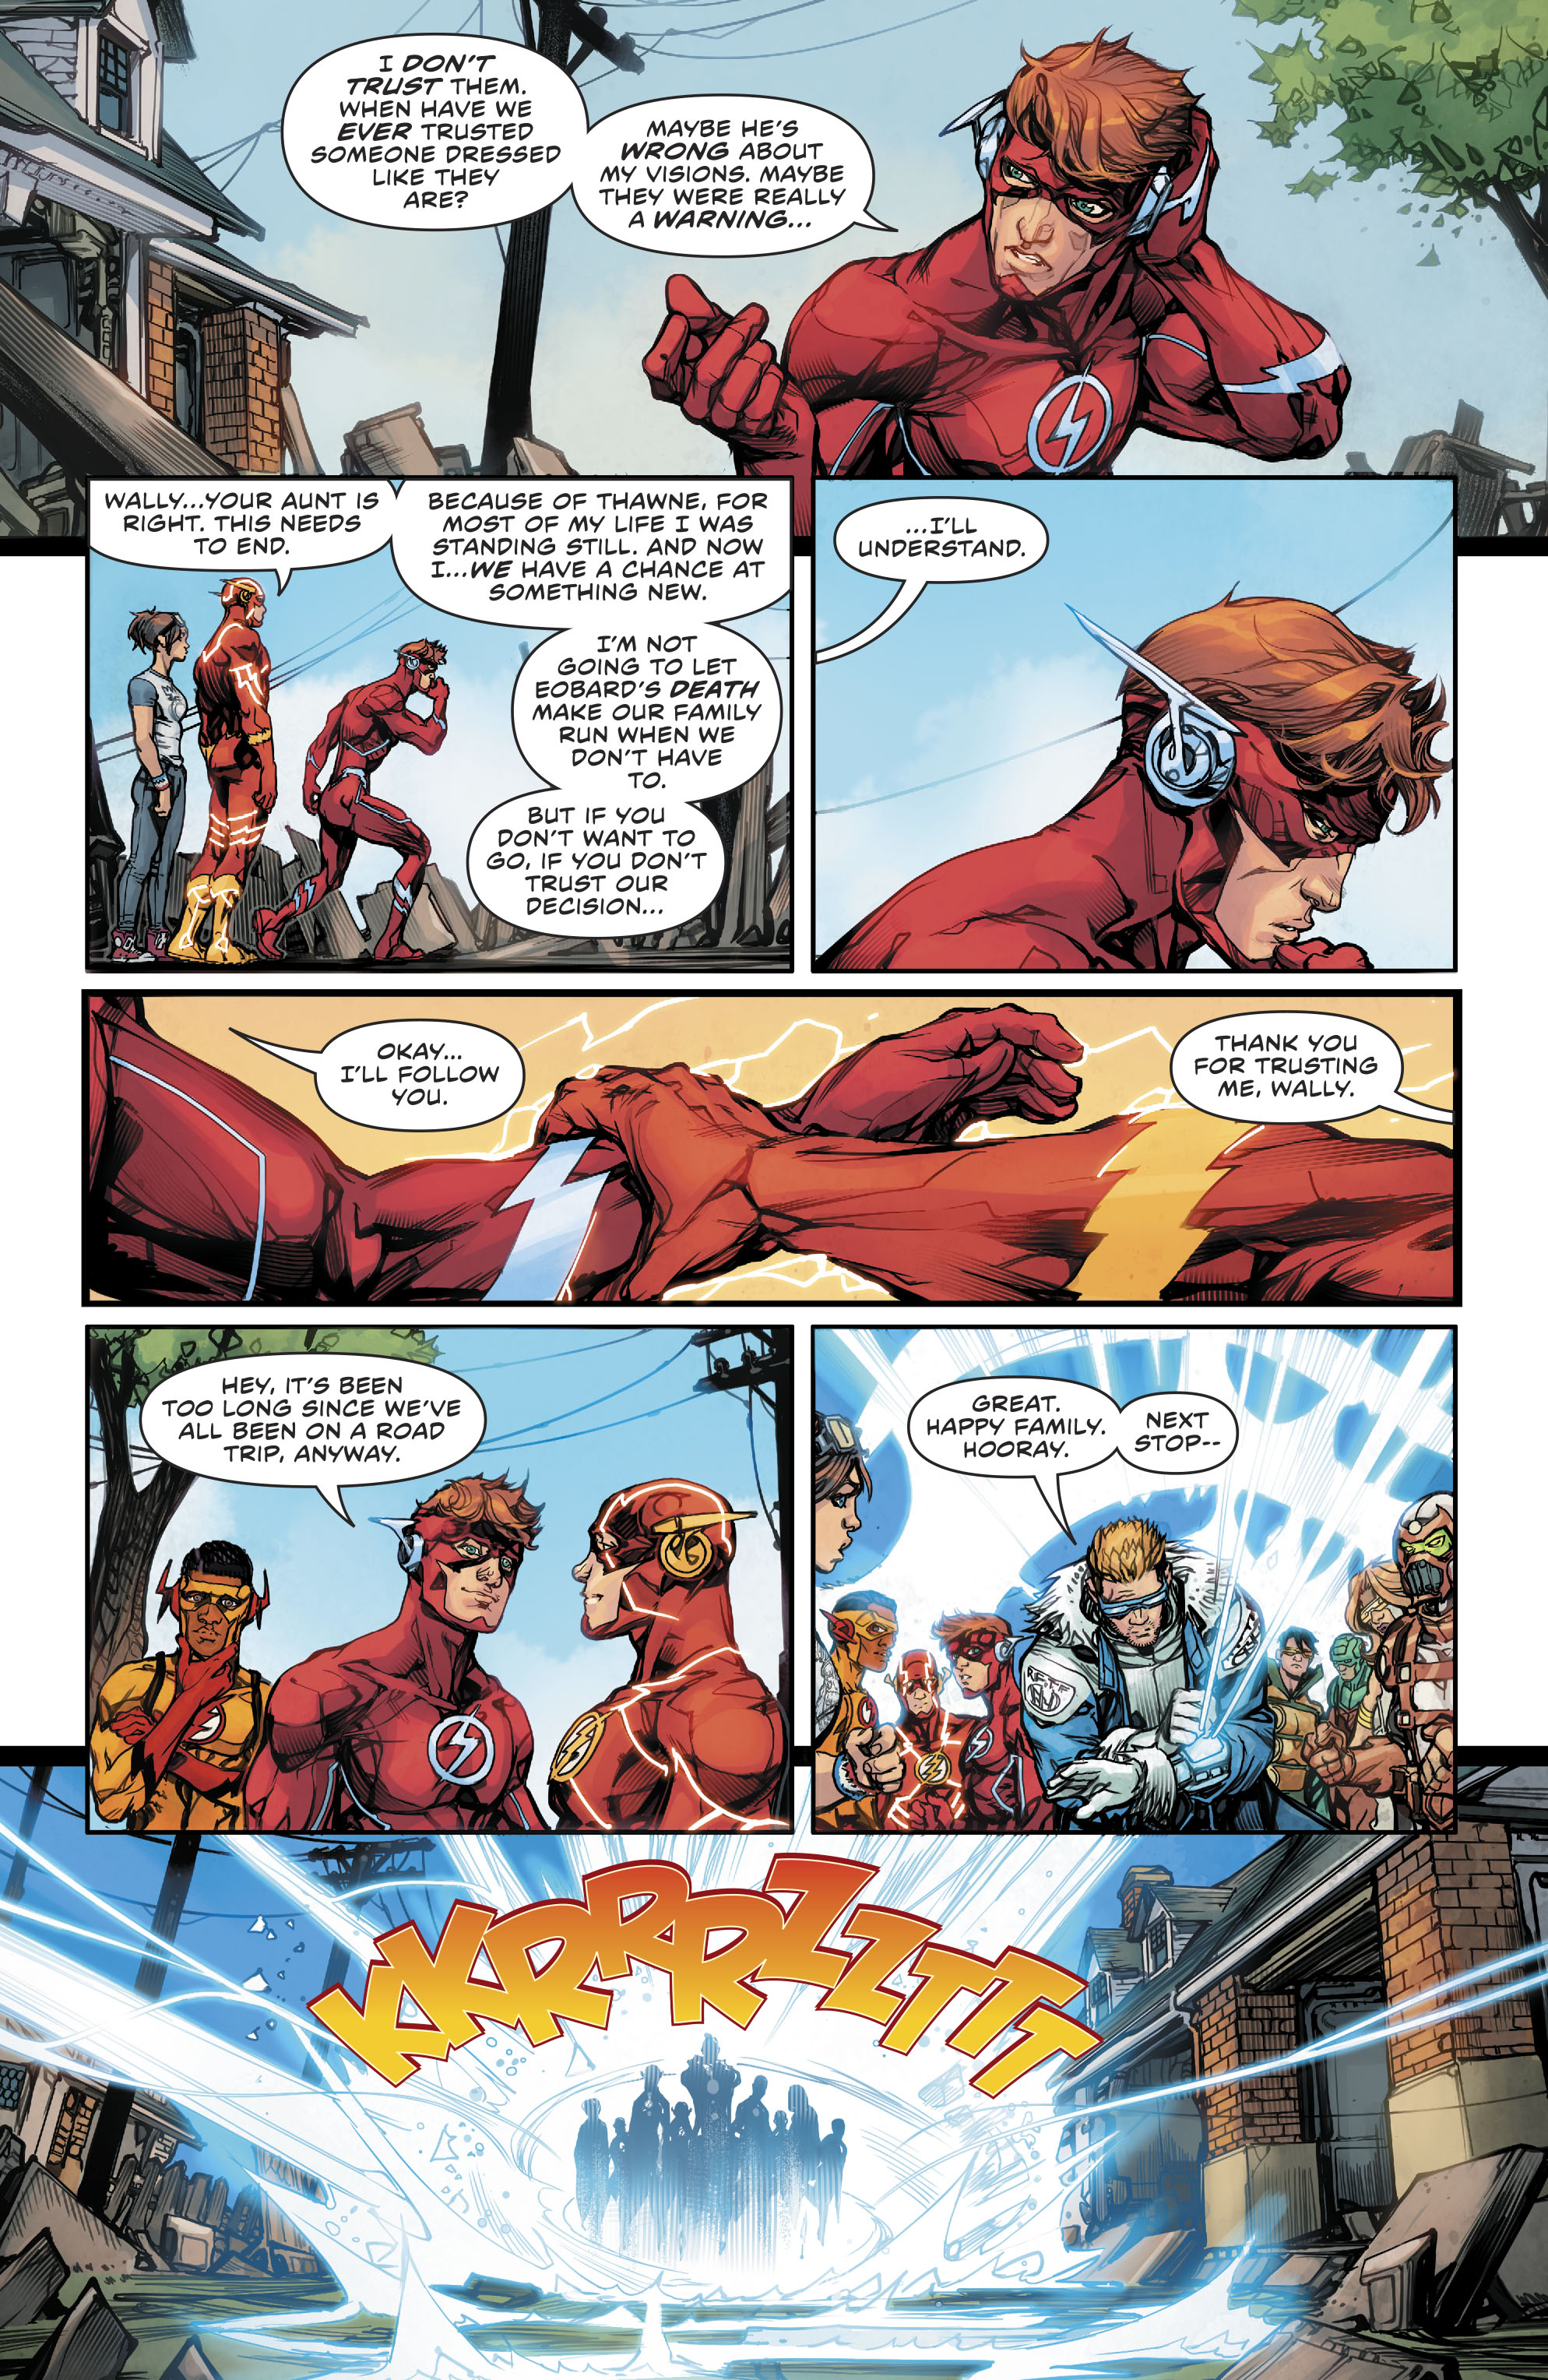 I DON'T
TRUST THEM.
WHEN HAVE WE
EVER TRUSTED
SOMEONE DRESSED
LIKE THEY
ARE?
MAYBE HE'S
WRONG ABOUT
MY VISIONS. MAYBE
THEY WERE REALLY
A WARNING...
WALLY...YOUR AUNT IS
RIGHT. THIS NEEDS
TO END.
BECAUSE OF THAWNE, FOR
MOST OF MY LIFE I WAS
STANDING STILL. AND NOW
I...WE HAVE A CHANCE AT
SOMETHING NEW.
I'M NOT
GOING TO LET
EOBARD'S DEATH
MAKE OUR FAMILY
RUN WHEN WE
DON'T HAVE
TO.
BUT IF YOU
DON'T WANT TO
GO, IF YOU DON'T
TRUST OUR
DECISION...
...I'LL
UNDERSTAND.
OKAY...
I'LL FOLLOW
YOU.
THANK YOU
FOR TRUSTING
ME, WALLY.
HEY, IT'S BEEN
TOO LONG SINCE WE'VE
ALL BEEN ON A ROAD
TRIP, ANYWAY.
GREAT.
HAPPY FAMILY.
HOORAY.
NEXT
STOP--
KKRRRZZZTTT